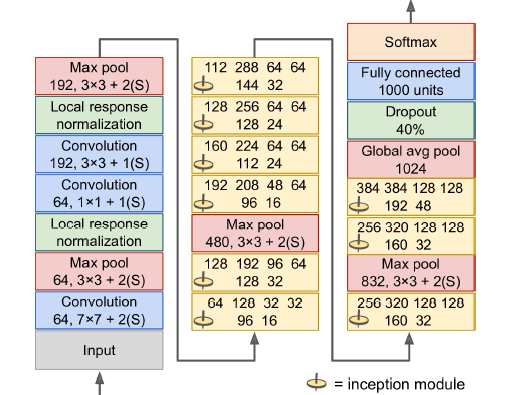 Max pool
192, 3×3 + 2(S)
Local response
normalization
Convolution
192, 3×3 + 1(S)
Convolution
64, 1×1 + 1(S)
Local response
normalization
Max pool
64, 3×3 + 2(S)
Convolution
64, 7×7 + 2(S)
Input
112 288 64 64
144 32
128 256 64 64
128 24
160 224 64 64
112 24
192 208 48 64
96 16
Max pool
480, 3×3 + 2(S)
128 192 96 64
128 32
64 128 32 32
96 16
Softmax
Fully connected
1000 units
Dropout
40%
Global avg pool
1024
384 384 128 128
192 48
256 320 128 128
160 32
Max pool
832, 3×3 + 2(S)
256 320 128 128
160 32
= inception module